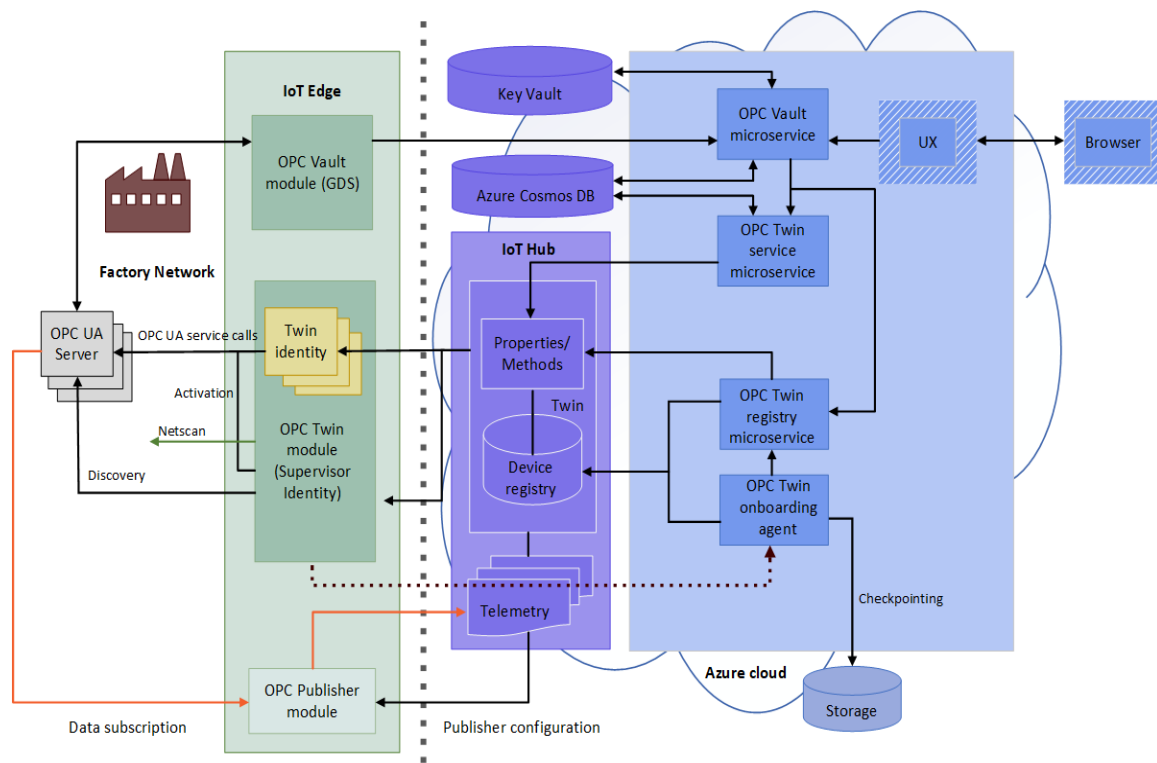 IoT Edge
OPC Vault
module (GDS)
Factory Network
OPC UA
Server
OPC UA service calls
Twin
identity
Activation
Netscan
Discovery
OPC Twin
module
(Supervisor
Identity)
OPC Publisher
module
Data subscription
Publisher configuration
Key Vault
Azure Cosmos DB
IoT Hub
Properties/
Methods
Twin
Device
registry
Telemetry
OPC Vault
microservice
UX
Browser
OPC Twin
service
microservice
OPC Twin
registry
microservice
OPC Twin
onboarding
agent
Checkpointing
Azure cloud
Storage